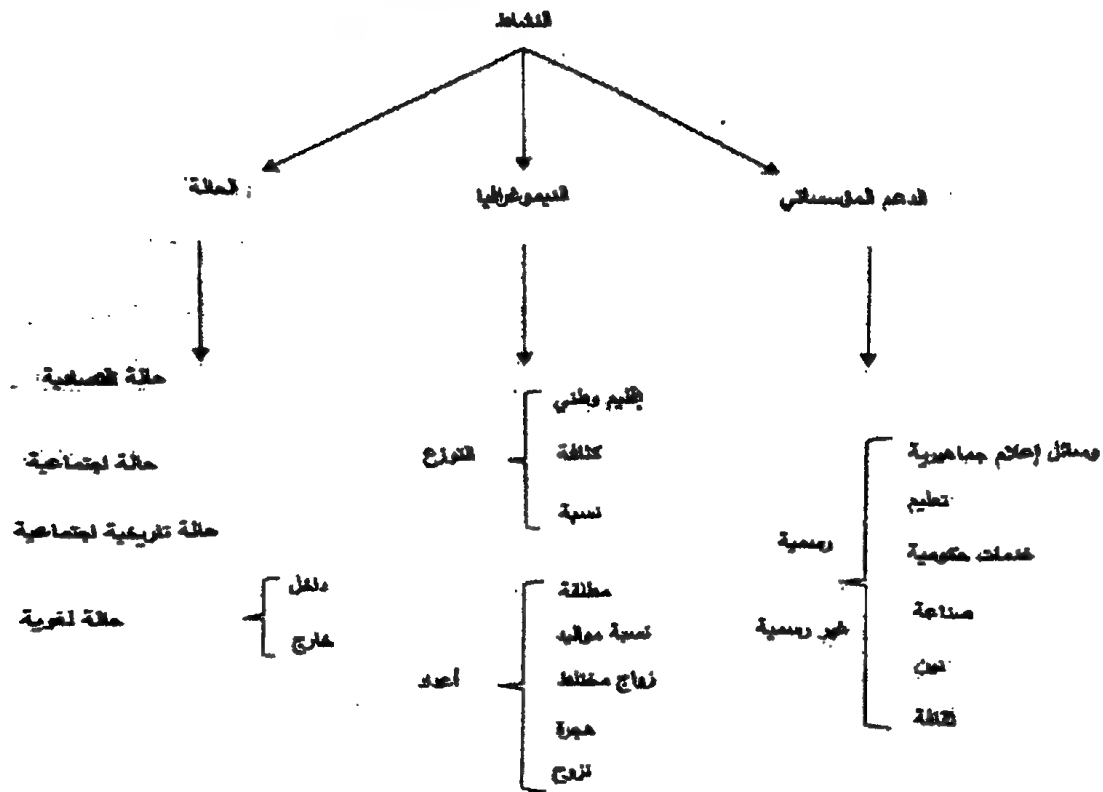 النشاط
الدعم المؤسساتي
الديموغرافيا
الحالة
وسائل إعلام جماهيرية
تعليم
خدمات حكومية
صناعة
دين
ثقافة
رسمية
غير رسمية
التوزع
إقليم وطني
كثافة
نسبة
أعداد
مطلقة
نسبة مواليد
زواج مختلط
هجرة
نزوح
حالة اقتصادية
حالة اجتماعية
حالة تاريخية اجتماعية
حالة لغوية
داخل
خارج